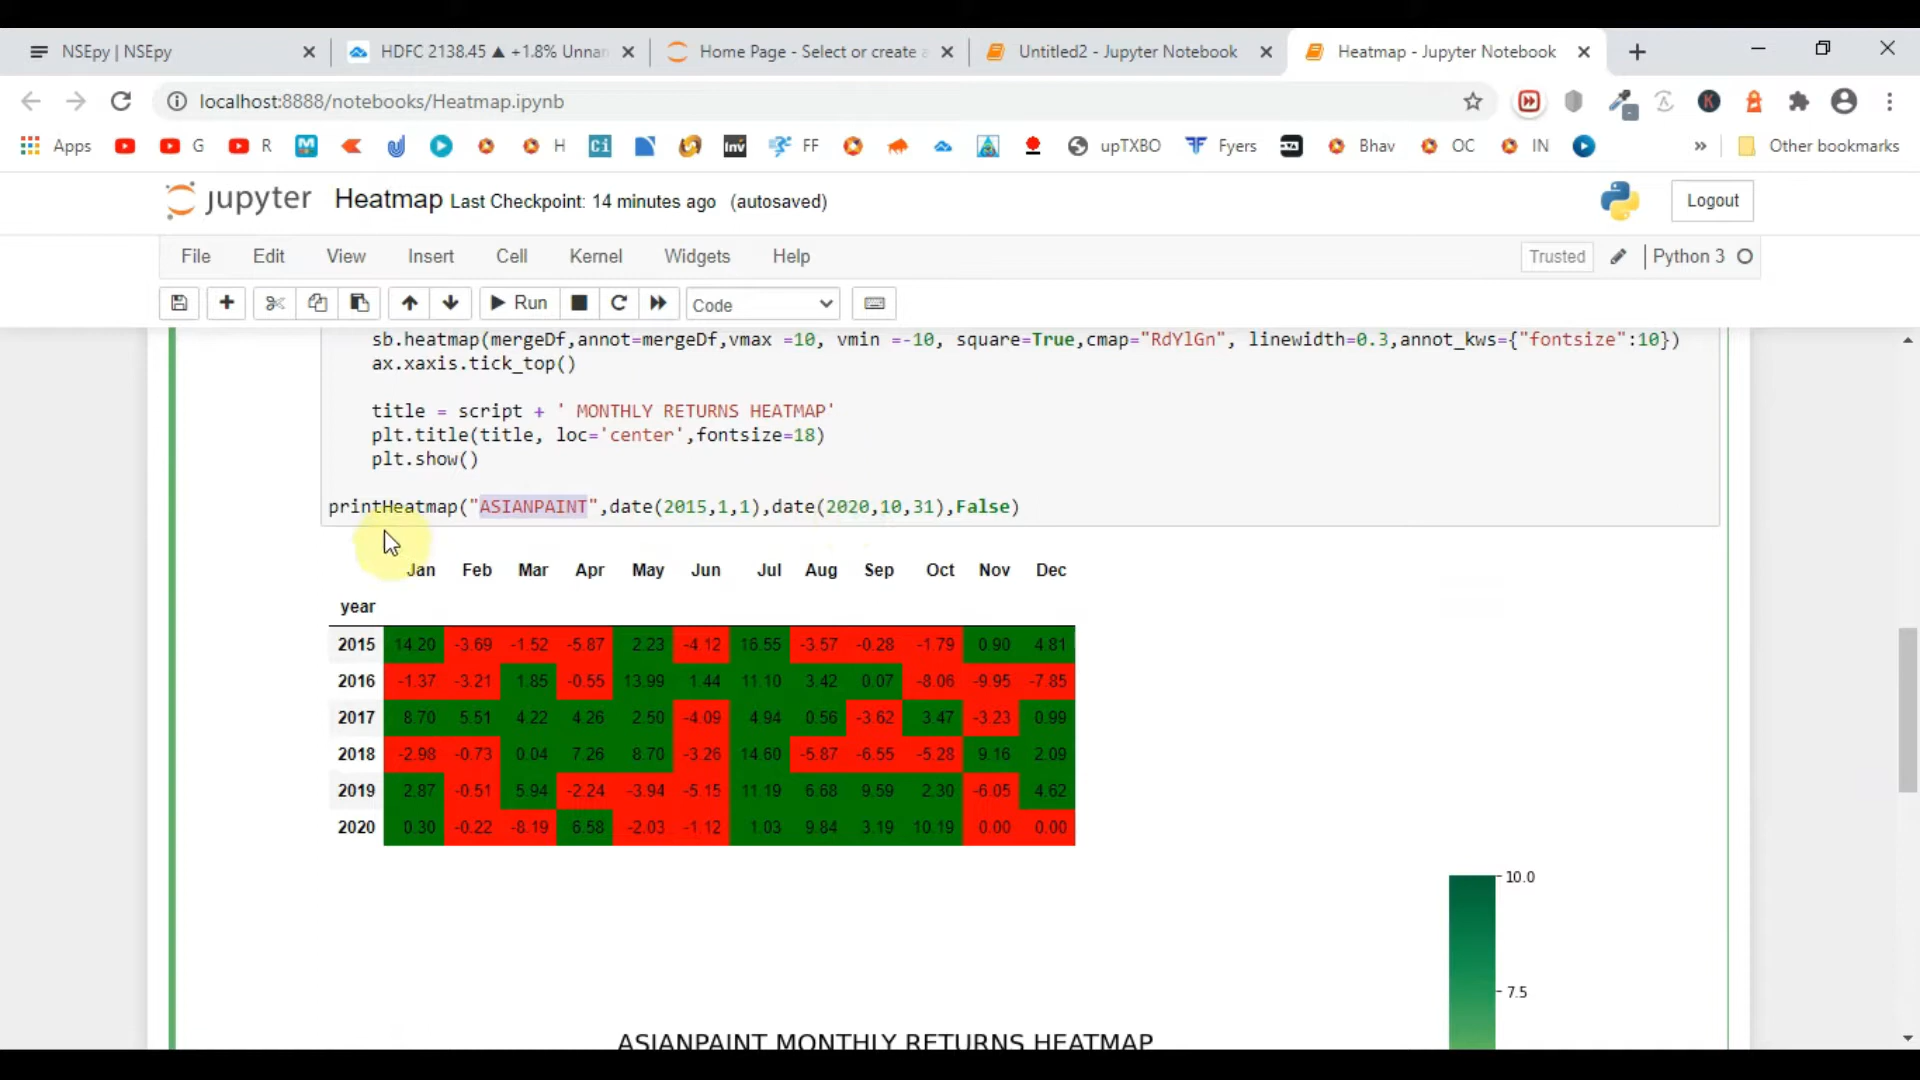 NSEpy | NSEpy
HDFC 2138.45 ▲ +1.8% Unnar
Home Page - Select or create a
Untitled2 - Jupyter Notebook
Heatmap - Jupyter Notebook
localhost:8888/notebooks/Heatmap.ipynb
Apps G R H Ci Inv FF upTXBO Fyers Bhav OC IN » Other bookmarks
jupyter Heatmap Last Checkpoint: 14 minutes ago (autosaved) Logout
File Edit View Insert Cell Kernel Widgets Help Trusted Python 3
Run Code
sb.heatmap(mergeDf,annot=mergeDf,vmax =10, vmin =-10, square=True,cmap="RdYlGn", linewidth=0.3,annot_kws={"fontsize":10})
ax.xaxis.tick_top()
title = script + ' MONTHLY RETURNS HEATMAP'
plt.title(title, loc='center',fontsize=18)
plt.show()
printHeatmap("ASIANPAINT",date(2015,1,1),date(2020,10,31),False)
Jan Feb Mar Apr May Jun Jul Aug Sep Oct Nov Dec
year
2015 14.20 -3.69 -1.52 -5.87 2.23 -4.12 16.55 -3.57 -0.28 -1.79 0.90 4.81
2016 -1.37 -3.21 1.85 -0.55 13.99 1.44 11.10 3.42 0.07 -8.06 -9.95 -7.85
2017 8.70 5.51 4.22 4.26 2.50 -4.09 4.94 0.56 -3.62 3.47 -3.23 0.99
2018 -2.98 -0.73 0.04 7.26 8.70 -3.26 14.60 -5.87 -6.55 -5.28 9.16 2.09
2019 2.87 -0.51 5.94 -2.24 -3.94 -5.15 11.19 6.68 9.59 2.30 -6.05 4.62
2020 0.30 -0.22 -8.19 6.58 -2.03 -1.12 1.03 9.84 3.19 10.19 0.00 0.00
10.0
7.5
ASIANPAINT MONTHLY RETURNS HEATMAP